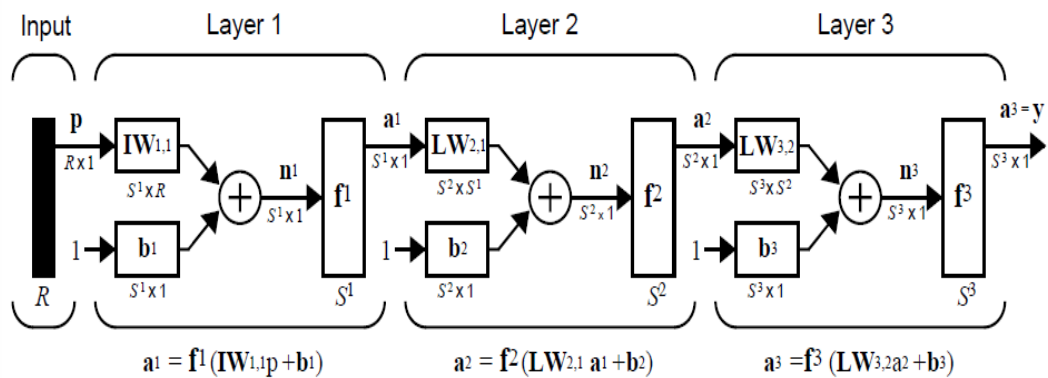 Input Layer 1 Layer 2 Layer 3
p a1 a2 a3 = y
IW1,1 LW2,1 LW3,2
R x 1 S1 x 1 S2 x 1 S3 x 1
S1 x R n1 S2 x S1 n2 S3 x S2 n3
+ f1 + f2 + f3
S1 x 1 S2 x 1 S3 x 1
1 b1 1 b2 1 b3
S1 x 1 S2 x 1 S3 x 1
R S1 S2 S3
a1 = f1 (IW1,1p +b1) a2 = f2 (LW2,1 a1 +b2) a3 =f3 (LW3,2a2 +b3)